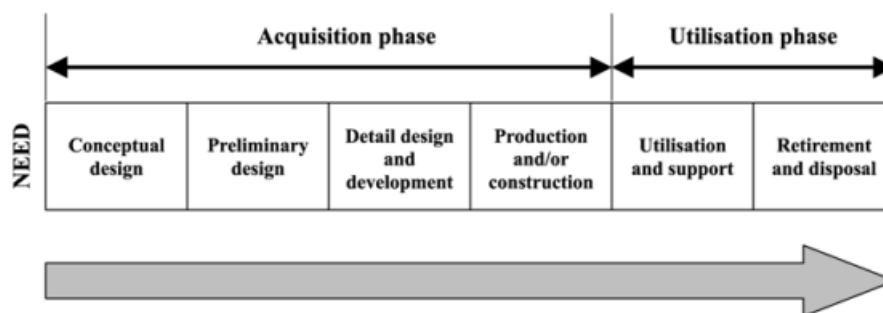 Acquisition phase
Utilisation phase
NEED
Conceptual
design
Preliminary
design
Detail design
and
development
Production
and/or
construction
Utilisation
and support
Retirement
and disposal